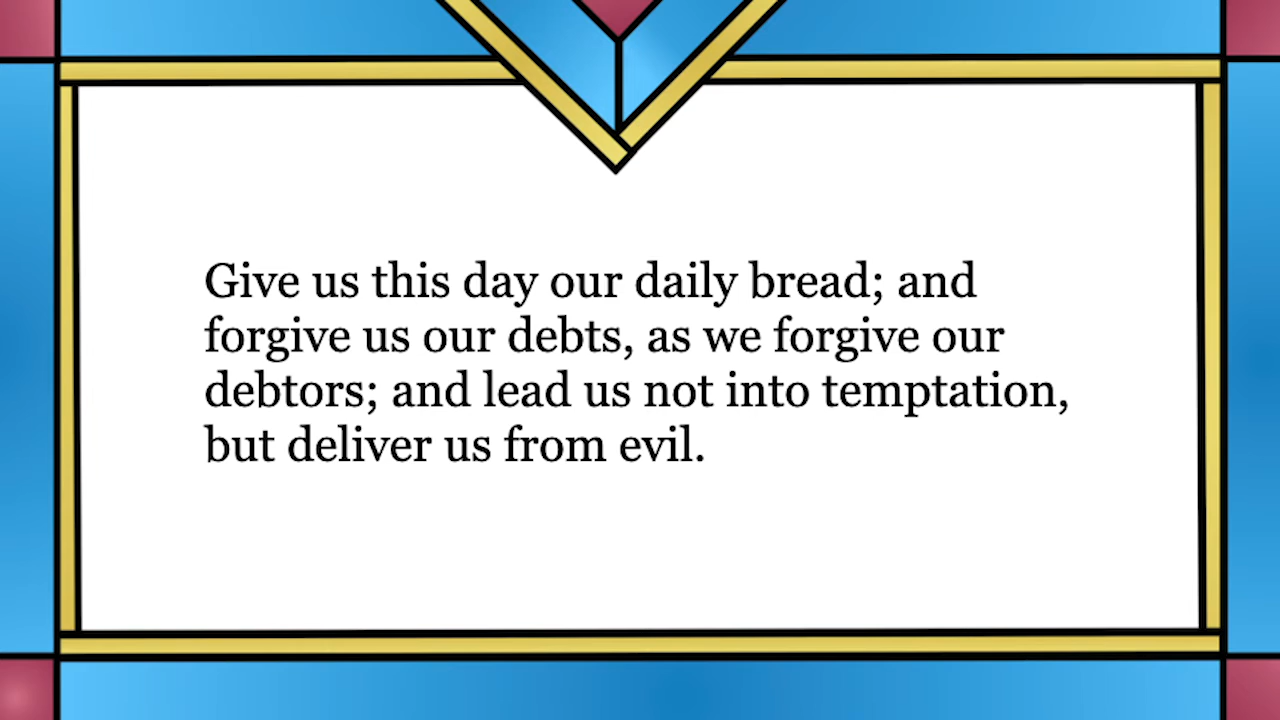 Give us this day our daily bread; and
forgive us our debts, as we forgive our
debtors; and lead us not into temptation,
but deliver us from evil.